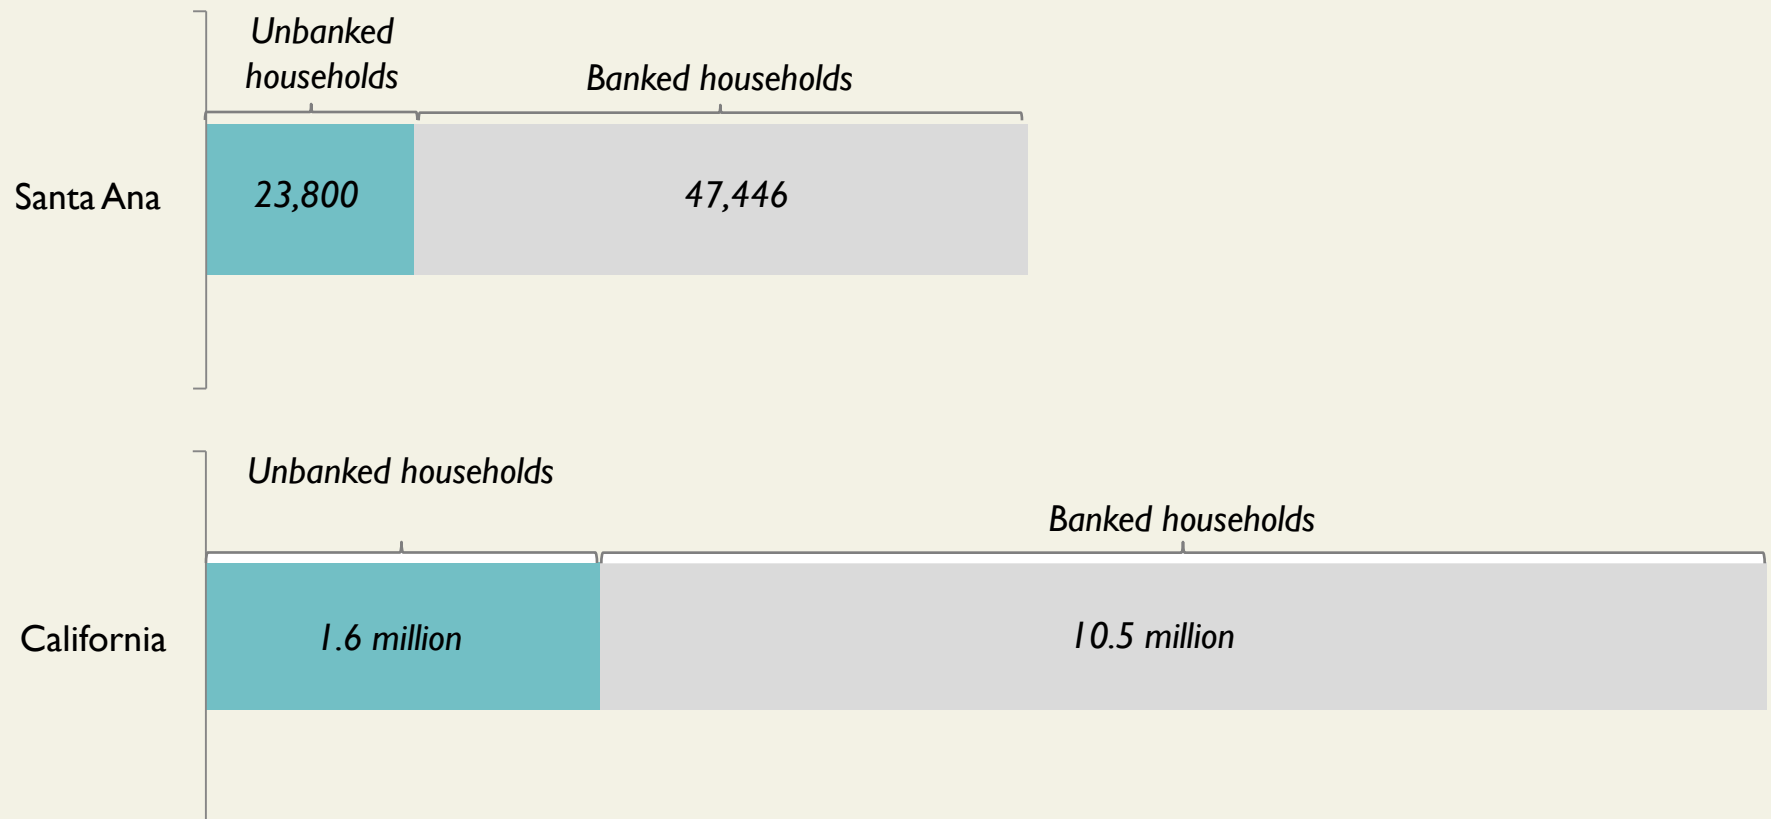 Unbanked
households
Banked households
Santa Ana
23,800
47,446
Unbanked households
Banked households
California
1.6 million
10.5 million